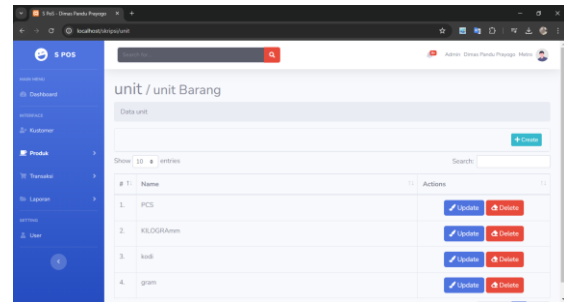 S PoS - Dimas Pandu Prayogo
localhost/skripsi/unit
S POS
Admin Dimas Pandu Prayogo Metro
MAIN MENU
Dashboard
INTERFACE
Kustomer
Produk
Transaksi
Laporan
SETTING
User
unit / unit Barang
Data unit
+ Create
Show 10 entries
Search:
# Name Actions
1. PCS Update Delete
2. KILOGRAmm Update Delete
3. kodi Update Delete
4. gram Update Delete